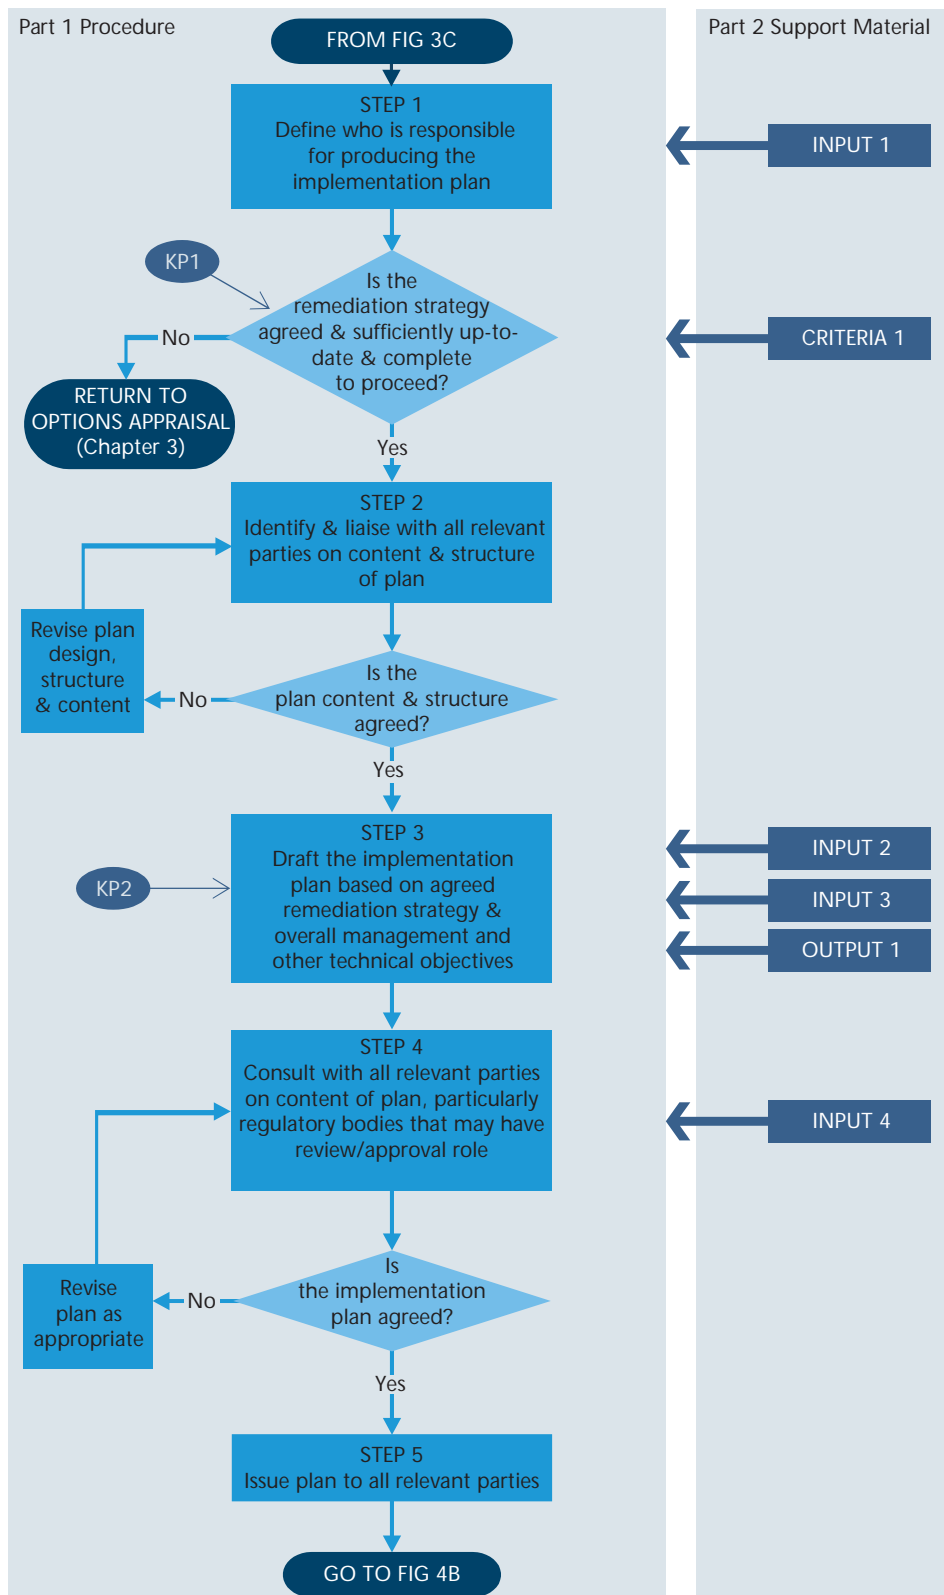 Part 1 Procedure
Part 2 Support Material
FROM FIG 3C
STEP 1
Define who is responsible
for producing the
implementation plan
INPUT 1
KP1
Is the
remediation strategy
agreed & sufficiently up-to-
date & complete
to proceed?
CRITERIA 1
No
RETURN TO
OPTIONS APPRAISAL
(Chapter 3)
Yes
STEP 2
Identify & liaise with all relevant
parties on content & structure
of plan
Revise plan
design,
structure
& content
No
Is the
plan content & structure
agreed?
Yes
STEP 3
Draft the implementation
plan based on agreed
remediation strategy &
overall management and
other technical objectives
KP2
INPUT 2
INPUT 3
OUTPUT 1
STEP 4
Consult with all relevant parties
on content of plan, particularly
regulatory bodies that may have
review/approval role
INPUT 4
Revise
plan as
appropriate
No
Is
the implementation
plan agreed?
Yes
STEP 5
Issue plan to all relevant parties
GO TO FIG 4B